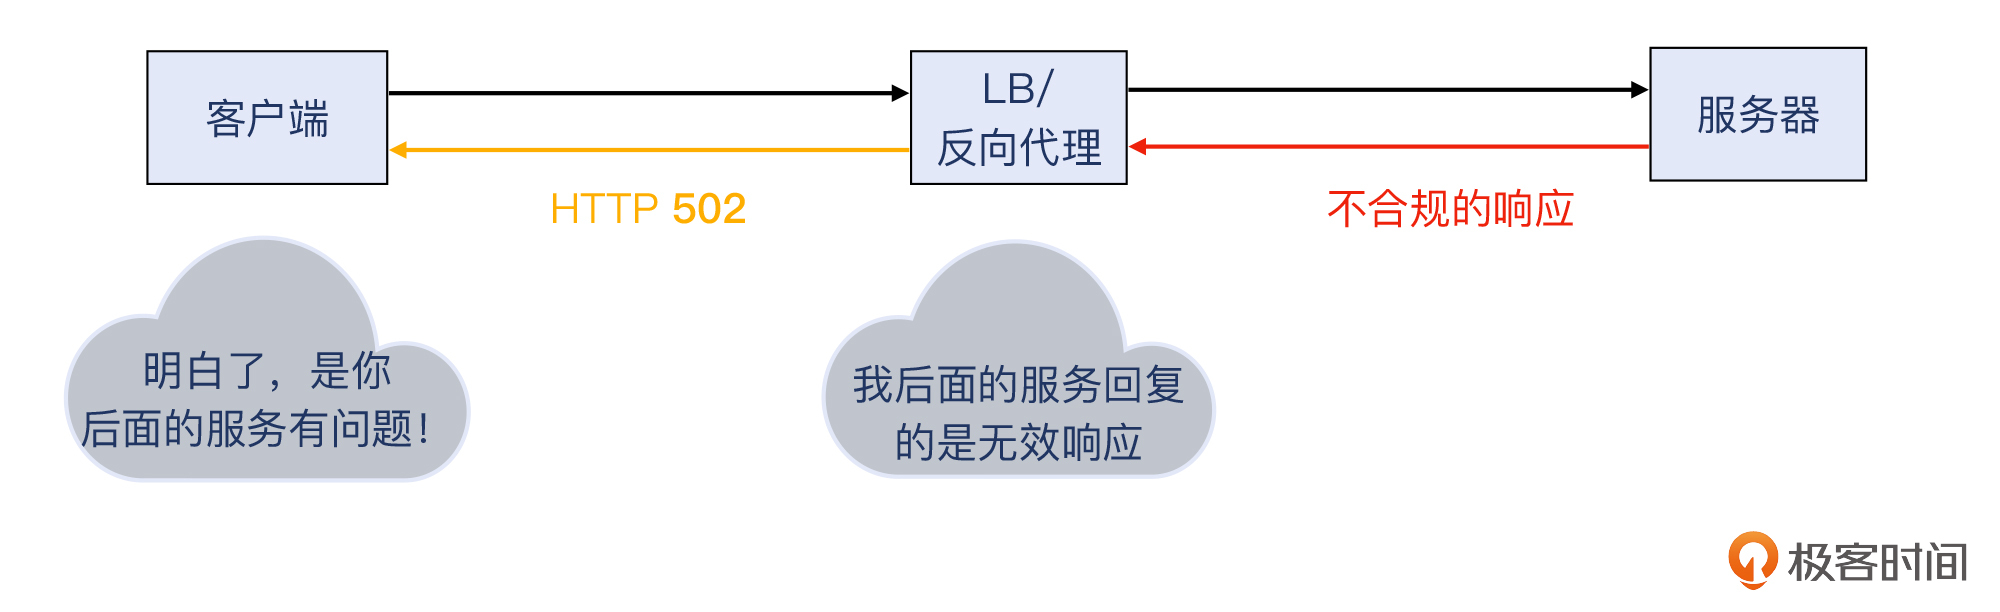 客户端
LB/
反向代理
服务器
HTTP 502
不合规的响应
明白了，是你
后面的服务有问题！
我后面的服务回复
的是无效响应
极客时间